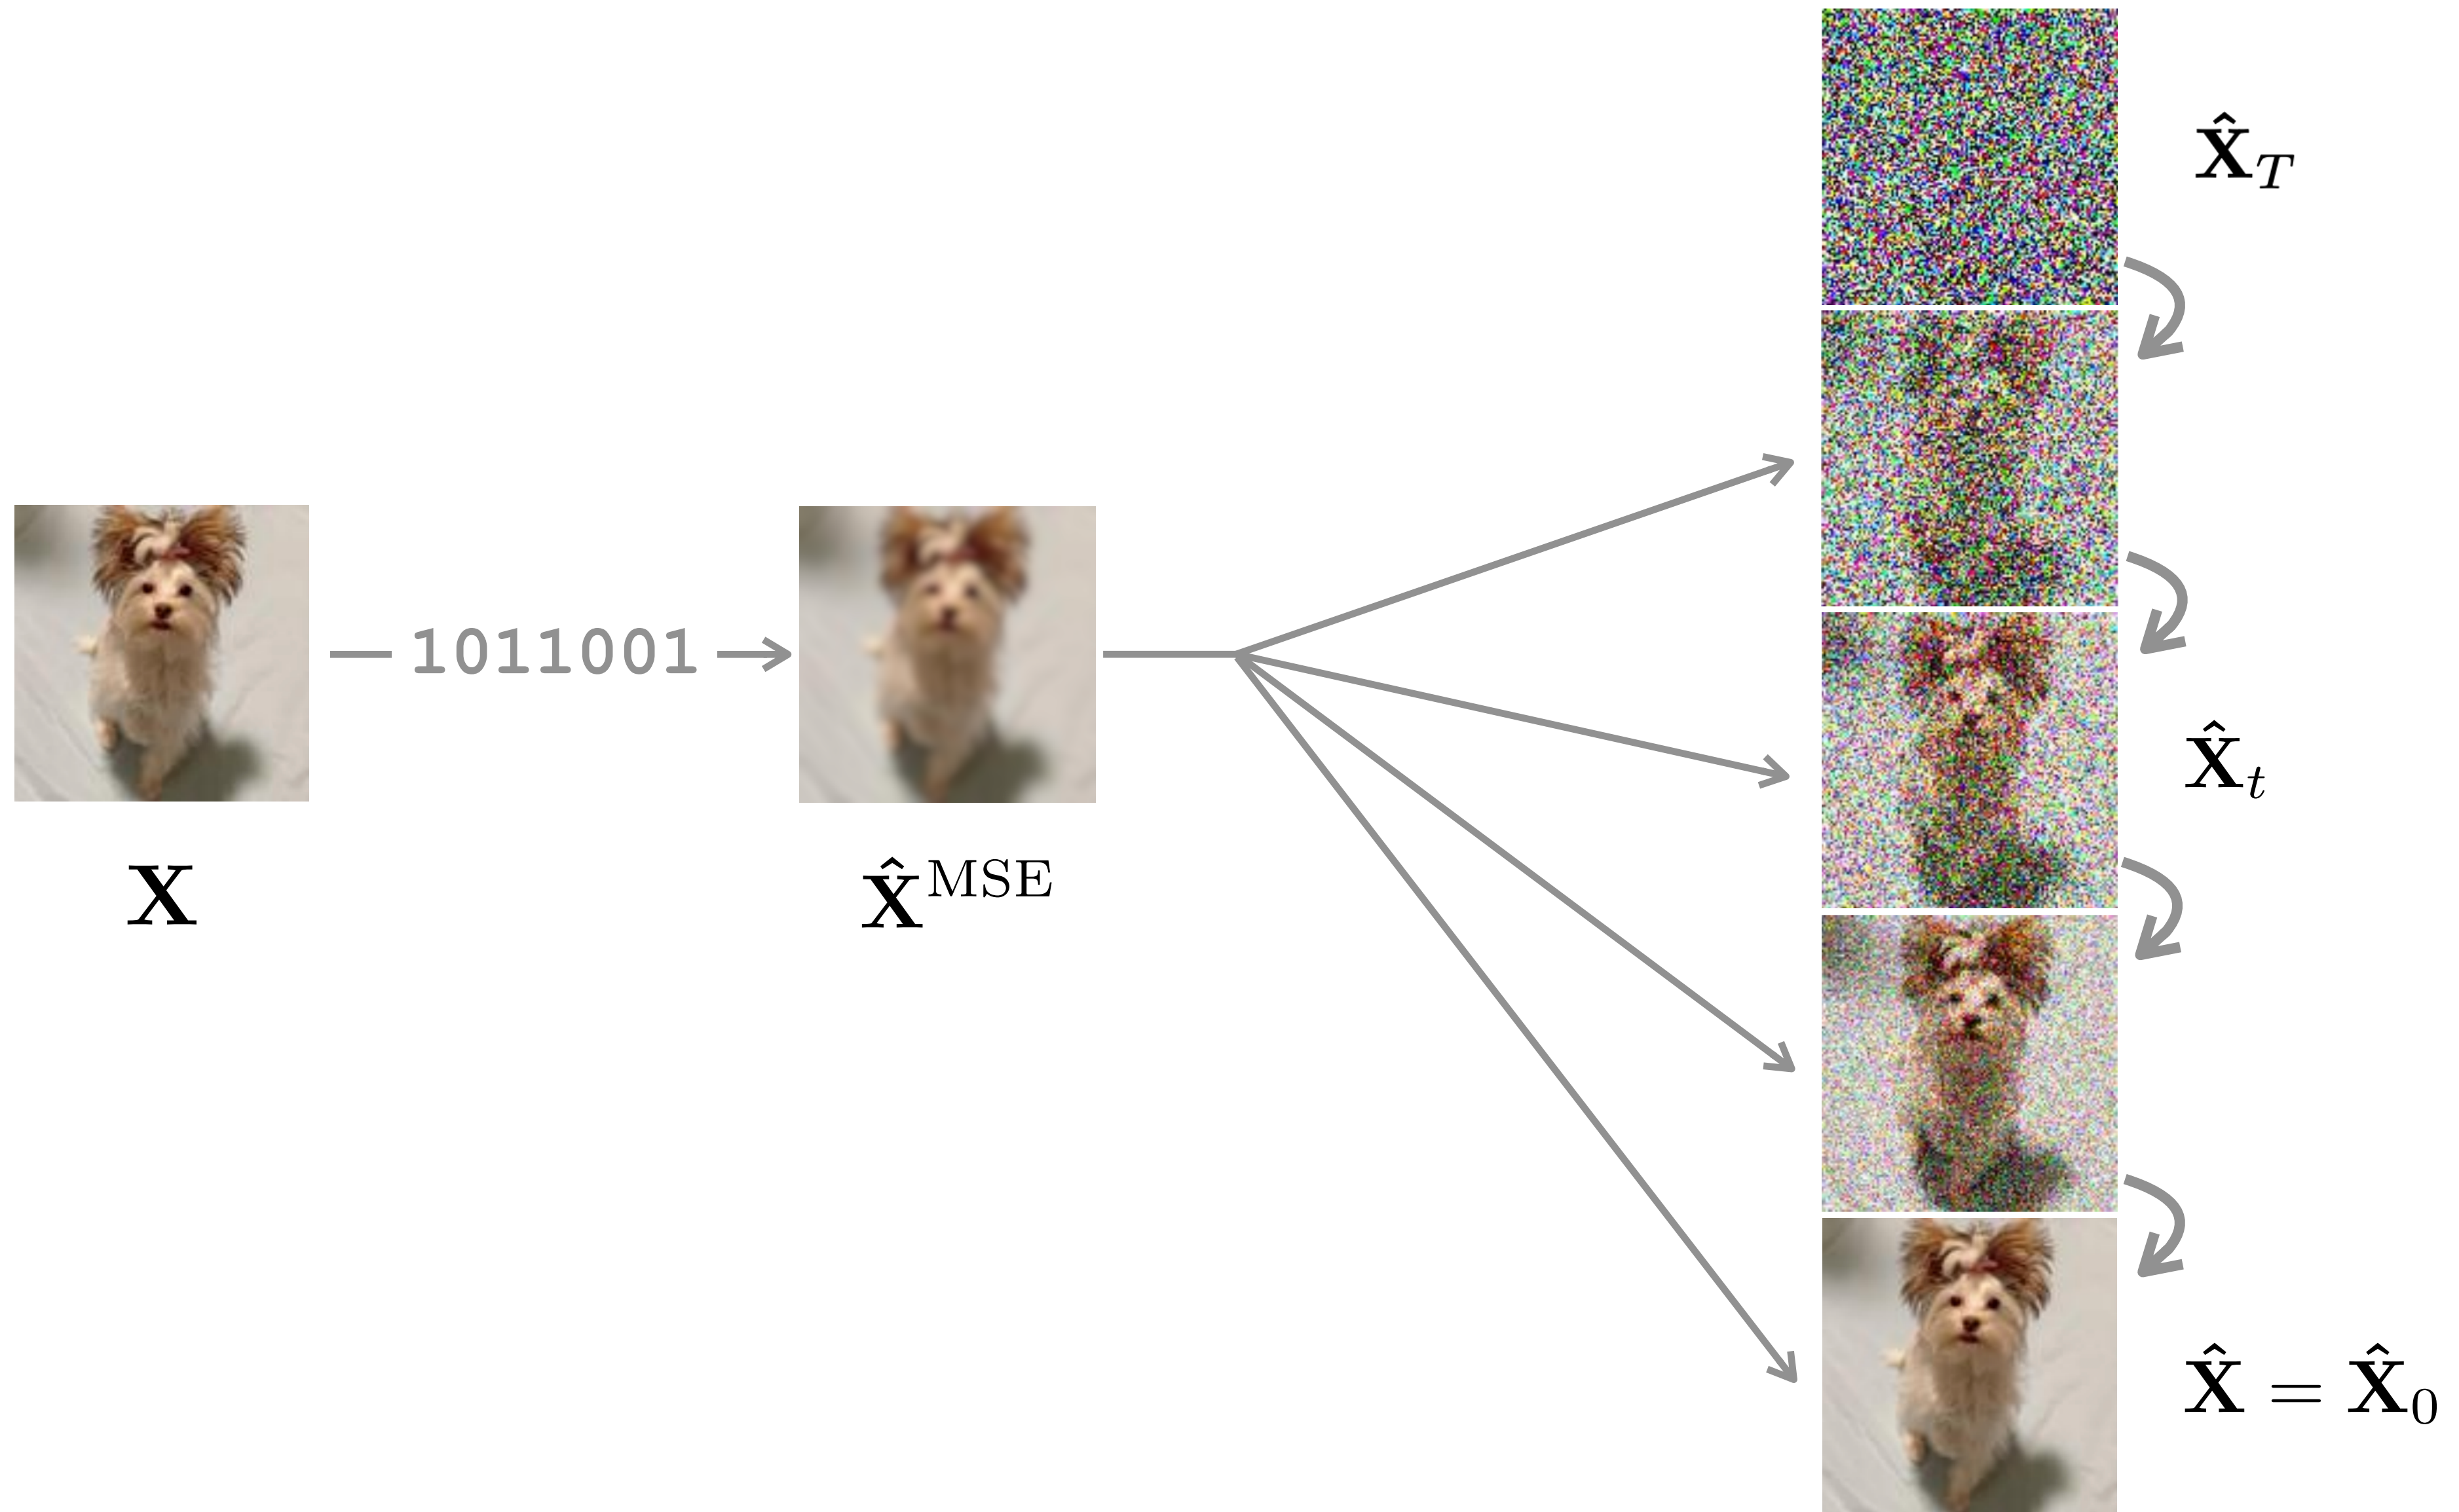 X̂_T
1011001
X̂_t
X
X̂^MSE
X̂ = X̂_0